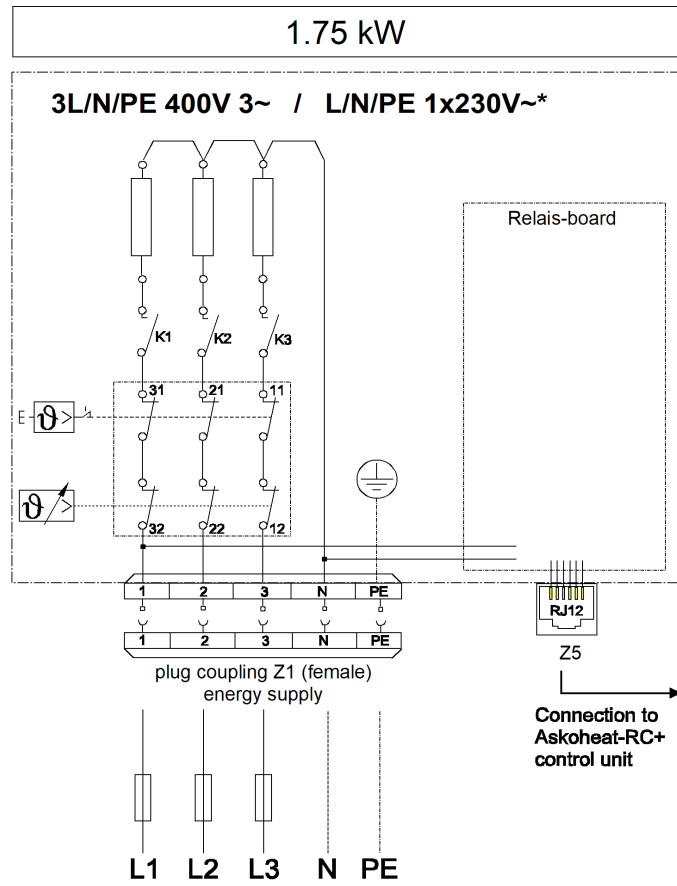 1.75 kW
3L/N/PE 400V 3~ / L/N/PE 1x230V~*
Relais-board
K1 K2 K3
31 21 11
E ϑ >
ϑ >
32 22 12
1 2 3 N PE
RJ12
1 2 3 N PE
Z5
plug coupling Z1 (female)
energy supply
Connection to
Askoheat-RC+
control unit
L1 L2 L3 N PE